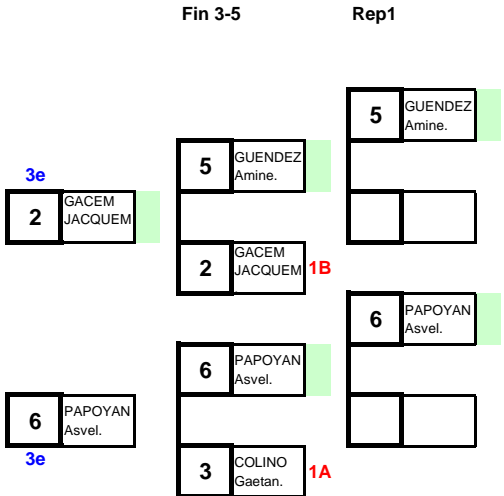 Fin 3-5 Rep1
5 GUENDEZ
Amine.
5 GUENDEZ
Amine.
3e
2 GACEM
JACQUEM
2 GACEM
JACQUEM 1B
6 PAPOYAN
Asvel.
6 PAPOYAN
Asvel.
6 PAPOYAN
Asvel.
3e
3 COLINO
Gaetan. 1A